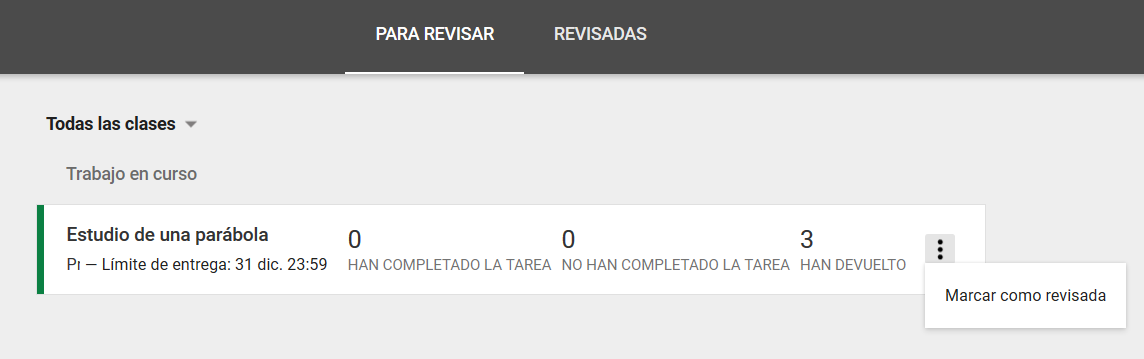 PARA REVISAR REVISADAS
Todas las clases
Trabajo en curso
Estudio de una parábola
— Límite de entrega: 31 dic. 23:59
0
HAN COMPLETADO LA TAREA
0
NO HAN COMPLETADO LA TAREA
3
HAN DEVUELTO
Marcar como revisada